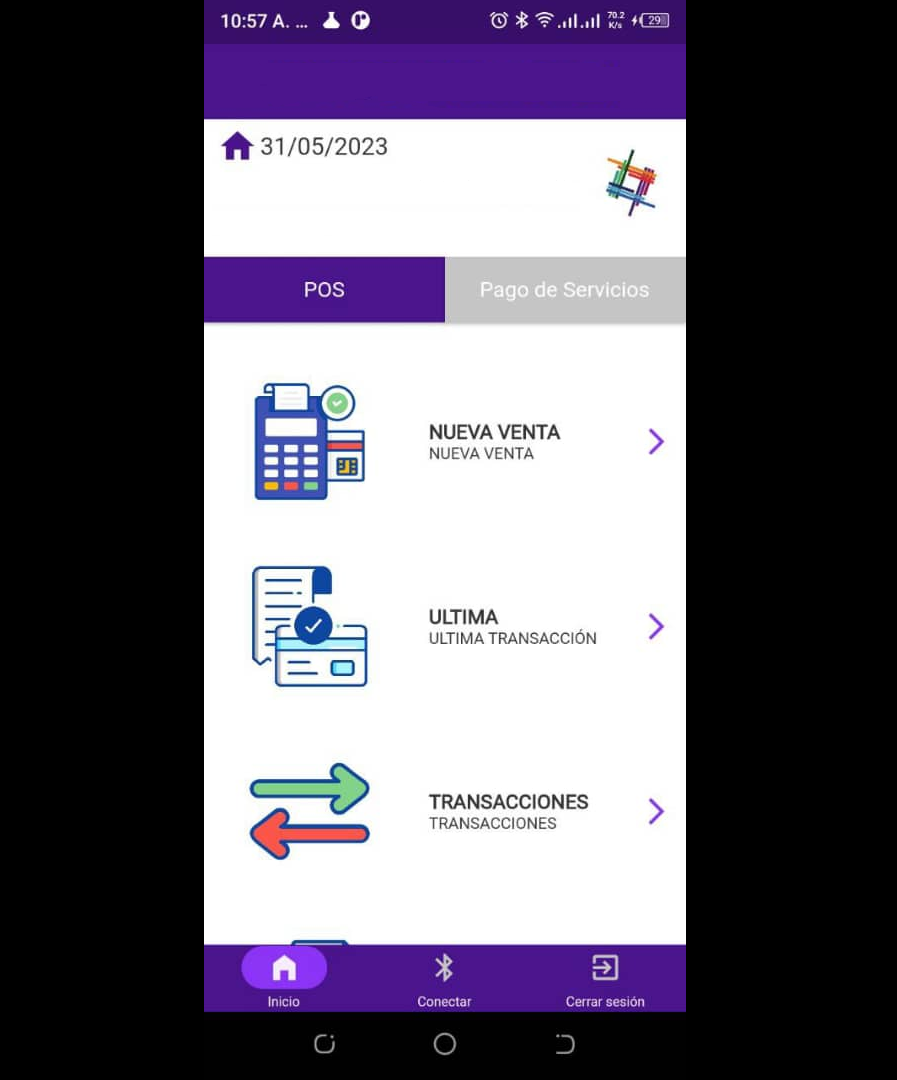 10:57 A. ...
70.2
K/s
29
31/05/2023
POS
Pago de Servicios
NUEVA VENTA
NUEVA VENTA
ULTIMA
ULTIMA TRANSACCIÓN
TRANSACCIONES
TRANSACCIONES
Inicio
Conectar
Cerrar sesión